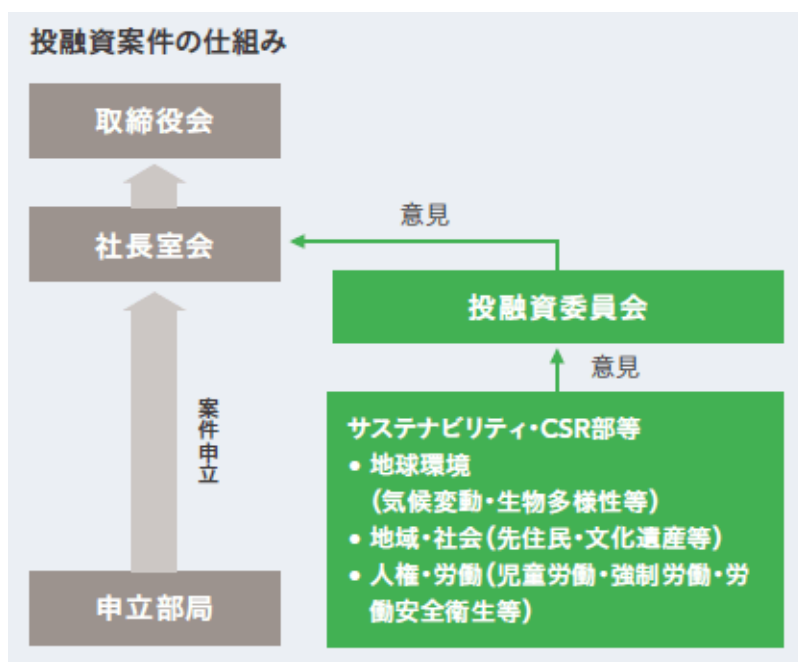 投融資案件の仕組み
取締役会
社長室会
意見
投融資委員会
意見
案件申立
サステナビリティ・CSR部等
• 地球環境
(気候変動・生物多様性等)
• 地域・社会(先住民・文化遺産等)
• 人権・労働(児童労働・強制労働・労
働安全衛生等)
申立部局